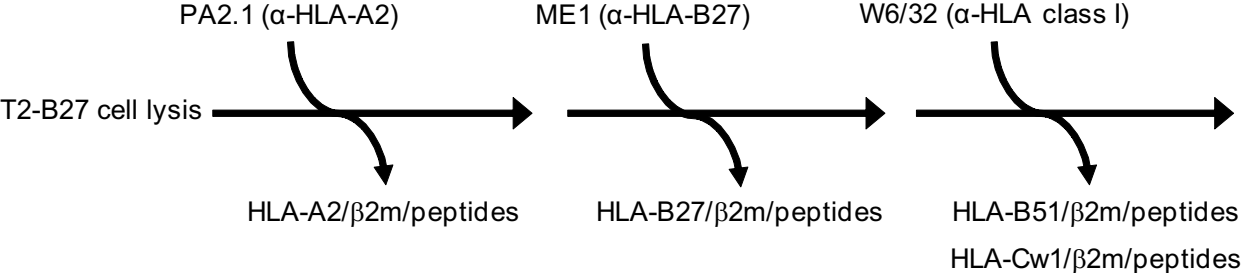 PA2.1 (α-HLA-A2)
ME1 (α-HLA-B27)
W6/32 (α-HLA class I)
T2-B27 cell lysis
HLA-A2/β2m/peptides
HLA-B27/β2m/peptides
HLA-B51/β2m/peptides
HLA-Cw1/β2m/peptides